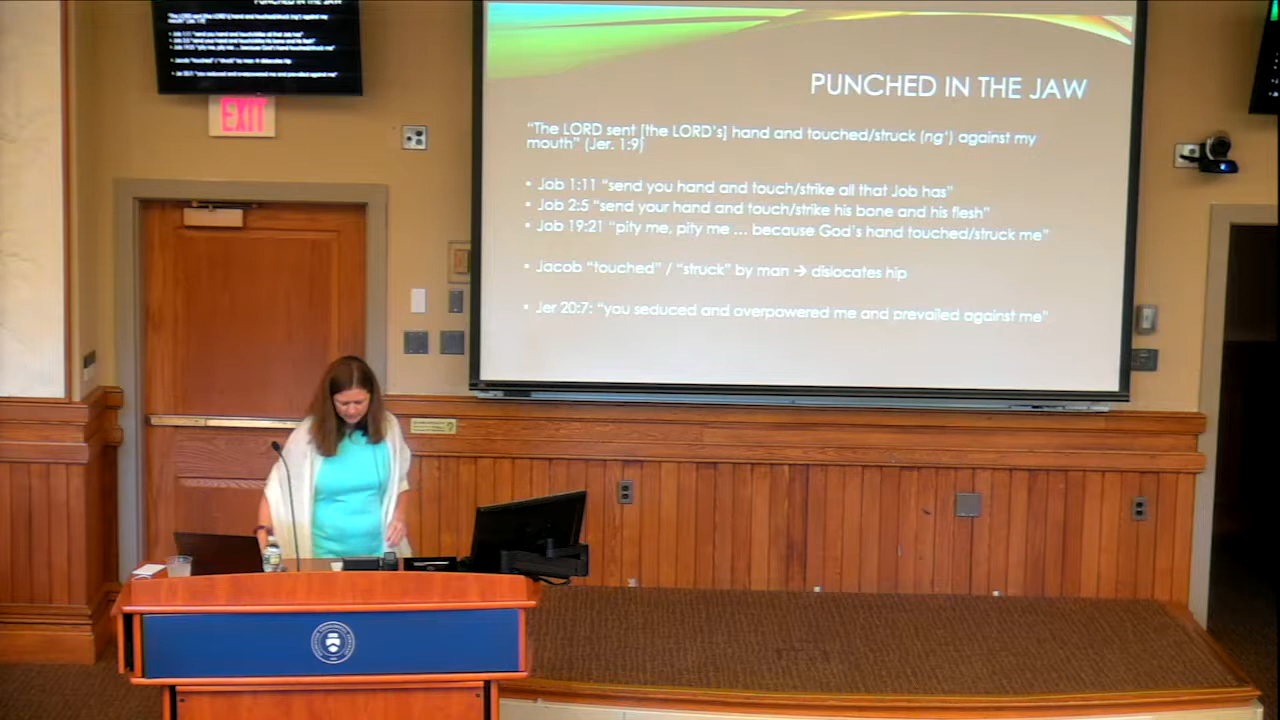 PUNCHED IN THE JAW
"The LORD sent [the LORD's] hand and touched/struck (ng') against my
mouth" (Jer. 1:9)
• Job 1:11 "send you hand and touch/strike all that Job has"
• Job 2:5 "send your hand and touch/strike his bone and his flesh"
• Job 19:21 "pity me, pity me ... because God's hand touched/struck me"
• Jacob "touched" / "struck" by man → dislocates hip
• Jer 20:7: "you seduced and overpowered me and prevailed against me"
EXIT